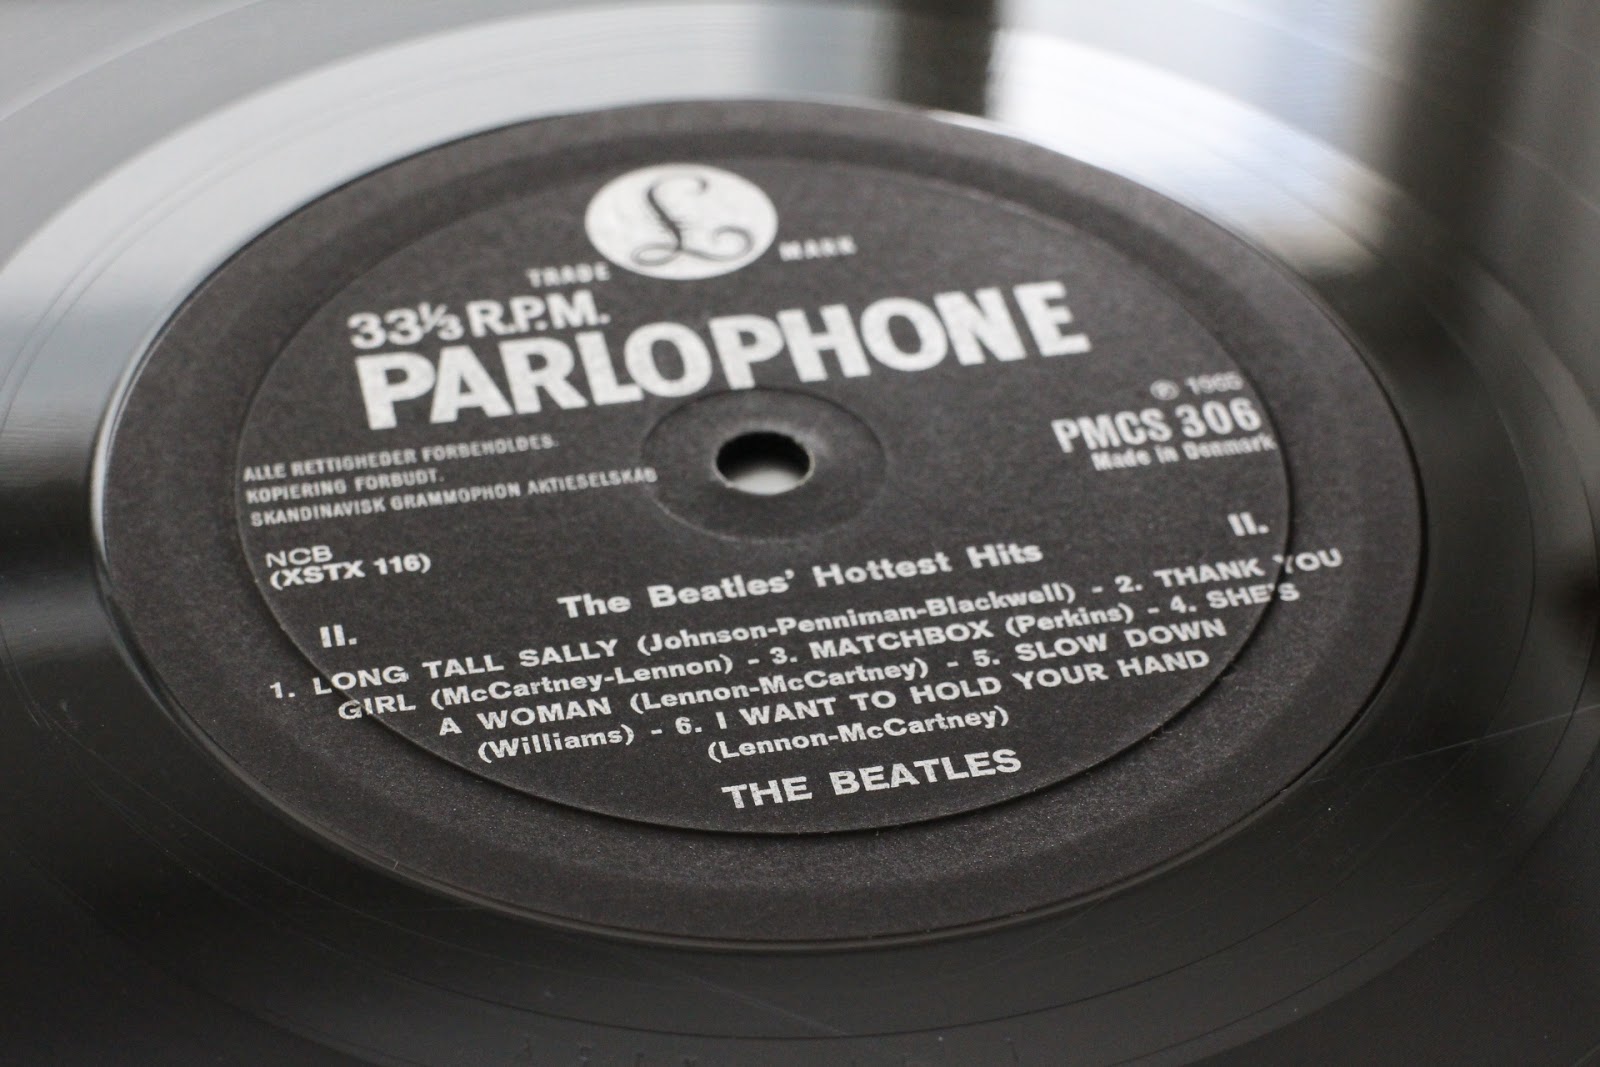 £
TRADE MARK
33⅓ R.P.M.
PARLOPHONE
℗ 1965
PMCS 306
Made in Denmark
ALLE RETTIGHEDER FORBEHOLDES.
KOPIERING FORBUDT.
SKANDINAVISK GRAMMOPHON AKTIESELSKAB
NCB
(XSTX 116)
II.
II.
The Beatles' Hottest Hits
1. LONG TALL SALLY (Johnson-Penniman-Blackwell) - 2. THANK YOU
GIRL (McCartney-Lennon) - 3. MATCHBOX (Perkins) - 4. SHE'S
A WOMAN (Lennon-McCartney) - 5. SLOW DOWN
(Williams) - 6. I WANT TO HOLD YOUR HAND
(Lennon-McCartney)
THE BEATLES